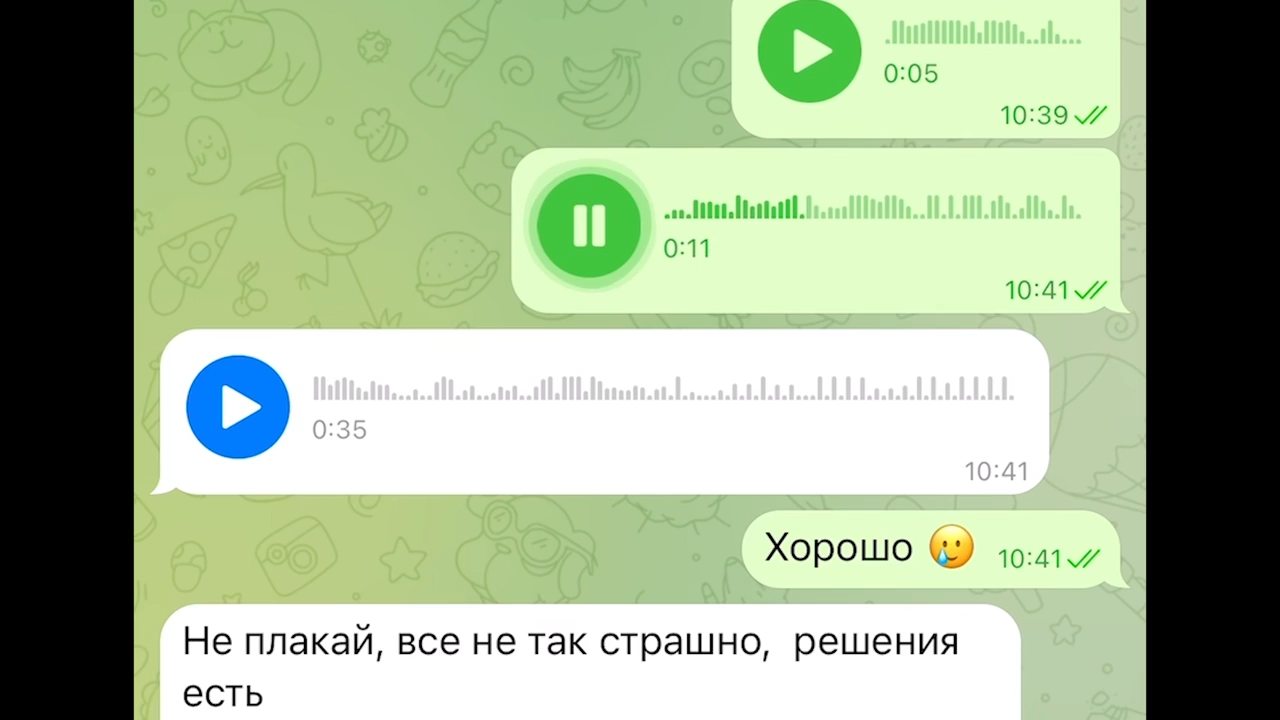 0:05
10:39
0:11
10:41
0:35
10:41
Хорошо 🥲 10:41
Не плакай, все не так страшно,  решения
есть